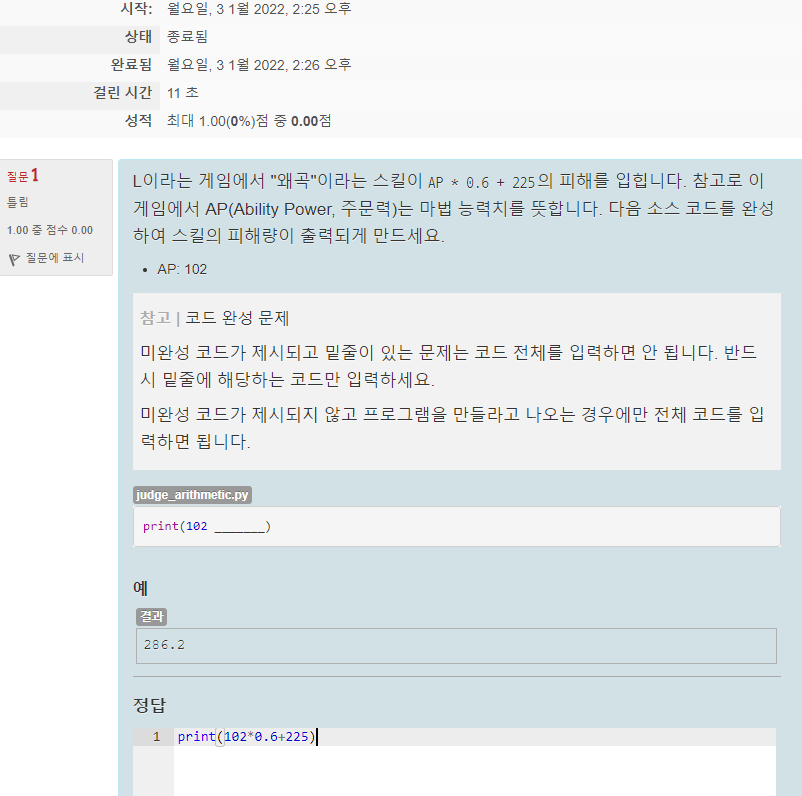 시작: 월요일, 3 1월 2022, 2:25 오후
상태 종료됨
완료됨 월요일, 3 1월 2022, 2:26 오후
걸린 시간 11 초
성적 최대 1.00(0%)점 중 0.00점
질문 1
틀림
1.00 중 점수 0.00
질문에 표시
L이라는 게임에서 "왜곡"이라는 스킬이 AP * 0.6 + 225의 피해를 입힙니다. 참고로 이
게임에서 AP(Ability Power, 주문력)는 마법 능력치를 뜻합니다. 다음 소스 코드를 완성
하여 스킬의 피해량이 출력되게 만드세요.
• AP: 102
참고 | 코드 완성 문제
미완성 코드가 제시되고 밑줄이 있는 문제는 코드 전체를 입력하면 안 됩니다. 반드
시 밑줄에 해당하는 코드만 입력하세요.
미완성 코드가 제시되지 않고 프로그램을 만들라고 나오는 경우에만 전체 코드를 입
력하면 됩니다.
judge_arithmetic.py
print(102 _______)
예
결과
286.2
정답
1 print(102*0.6+225)